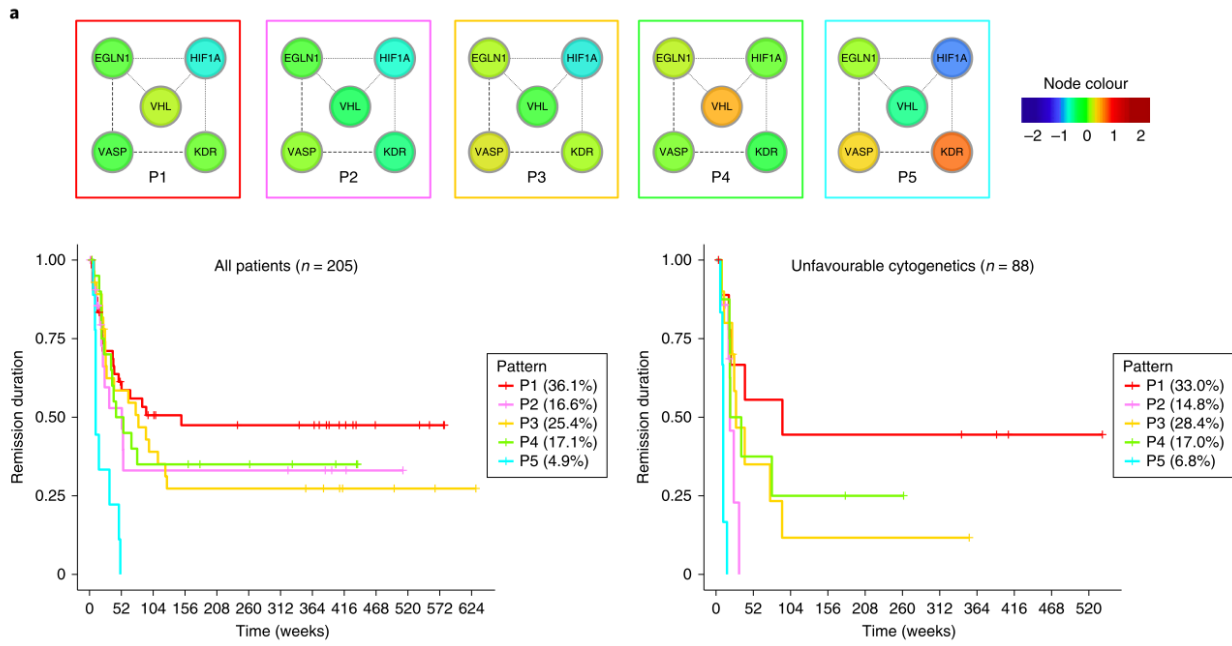 a
EGLN1 HIF1A VHL VASP KDR P1
EGLN1 HIF1A VHL VASP KDR P2
EGLN1 HIF1A VHL VASP KDR P3
EGLN1 HIF1A VHL VASP KDR P4
EGLN1 HIF1A VHL VASP KDR P5
Node colour
−2 −1 0 1 2
All patients (n = 205)
Remission duration
1.00
0.75
0.50
0.25
0
0 52 104 156 208 260 312 364 416 468 520 572 624
Time (weeks)
Pattern
P1 (36.1%)
P2 (16.6%)
P3 (25.4%)
P4 (17.1%)
P5 (4.9%)
Unfavourable cytogenetics (n = 88)
Remission duration
1.00
0.75
0.50
0.25
0
0 52 104 156 208 260 312 364 416 468 520
Time (weeks)
Pattern
P1 (33.0%)
P2 (14.8%)
P3 (28.4%)
P4 (17.0%)
P5 (6.8%)